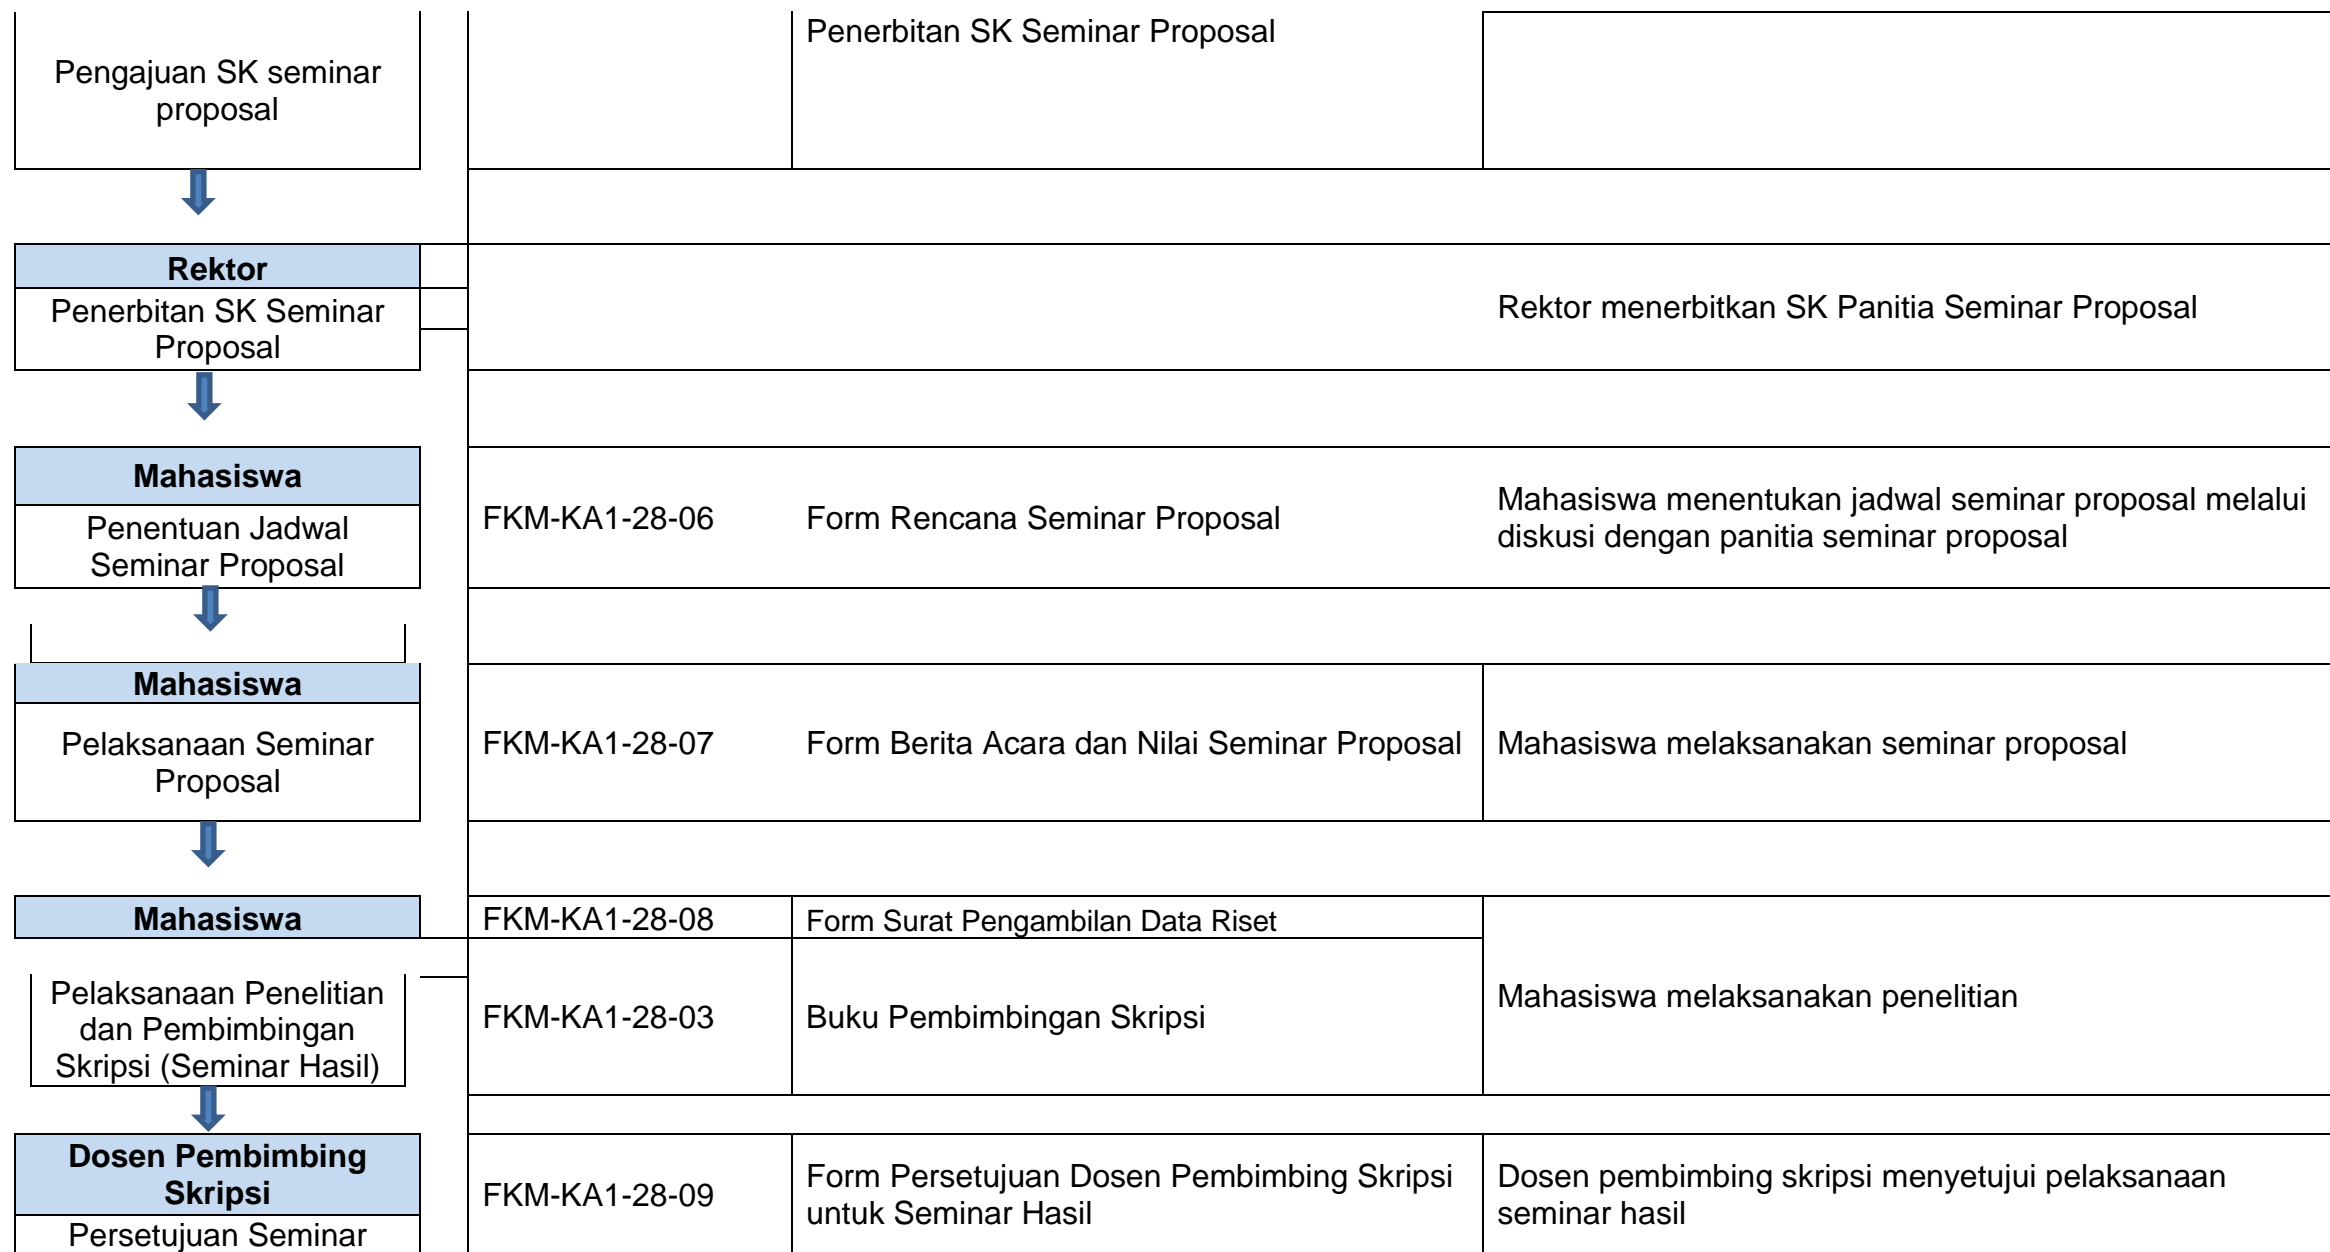 Penerbitan SK Seminar Proposal
Pengajuan SK seminar
proposal
Rektor
Penerbitan SK Seminar
Proposal
Rektor menerbitkan SK Panitia Seminar Proposal
Mahasiswa
Penentuan Jadwal
Seminar Proposal
FKM-KA1-28-06
Form Rencana Seminar Proposal
Mahasiswa menentukan jadwal seminar proposal melalui
diskusi dengan panitia seminar proposal
Mahasiswa
Pelaksanaan Seminar
Proposal
FKM-KA1-28-07
Form Berita Acara dan Nilai Seminar Proposal
Mahasiswa melaksanakan seminar proposal
Mahasiswa
Pelaksanaan Penelitian
dan Pembimbingan
Skripsi (Seminar Hasil)
FKM-KA1-28-08
Form Surat Pengambilan Data Riset
FKM-KA1-28-03
Buku Pembimbingan Skripsi
Mahasiswa melaksanakan penelitian
Dosen Pembimbing
Skripsi
Persetujuan Seminar
FKM-KA1-28-09
Form Persetujuan Dosen Pembimbing Skripsi
untuk Seminar Hasil
Dosen pembimbing skripsi menyetujui pelaksanaan
seminar hasil